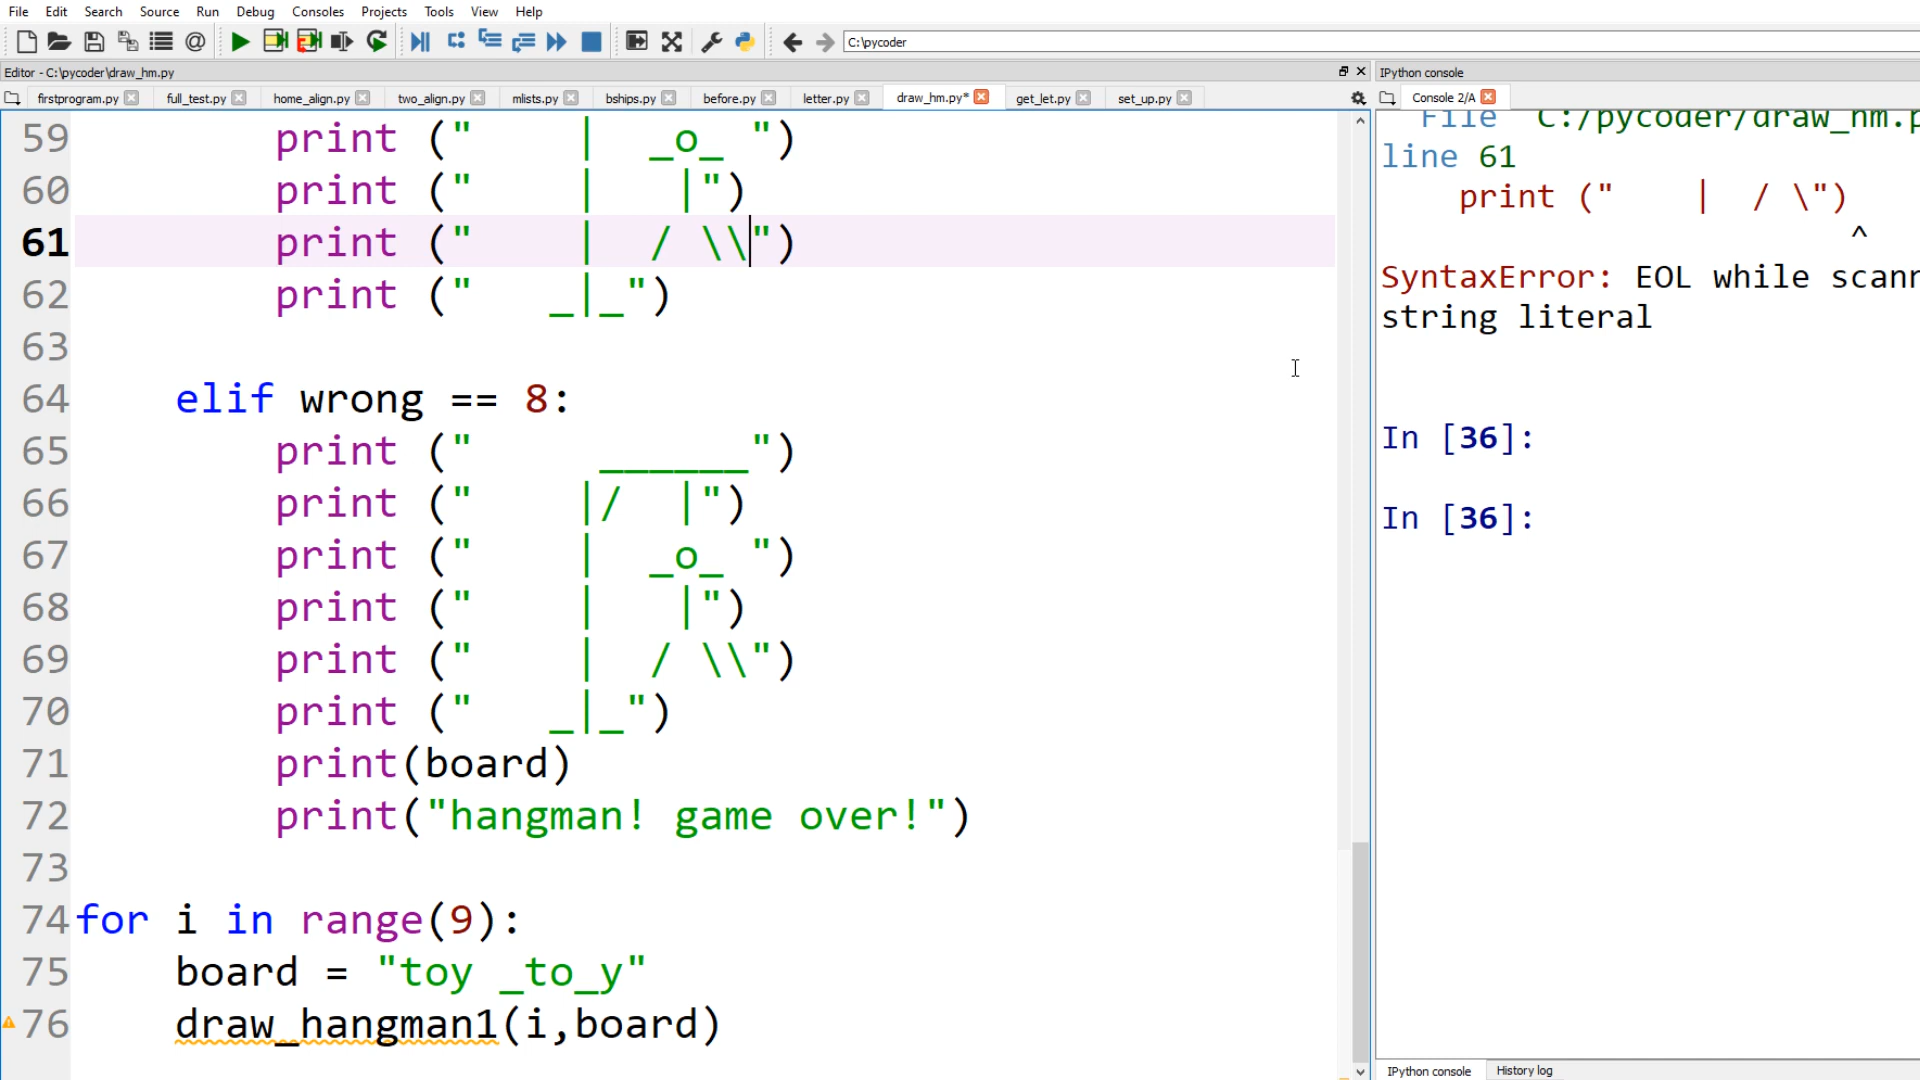 File Edit Search Source Run Debug Consoles Projects Tools View Help
C:\pycoder
Editor - C:\pycoder\draw_hm.py
firstprogram.py full_test.py home_align.py two_align.py mlists.py bships.py before.py letter.py draw_hm.py* get_let.py set_up.py
59 print ("    |  _o_ ")
60 print ("    |   |")
61 print ("    |  / \\")
62 print ("   _|_")
63
64 elif wrong == 8:
65 print ("     ______")
66 print ("    |/  |")
67 print ("    |  _o_ ")
68 print ("    |   |")
69 print ("    |  / \\")
70 print ("   _|_")
71 print(board)
72 print("hangman! game over!")
73
74 for i in range(9):
75 board = "toy _to_y"
76 draw_hangman1(i,board)
IPython console
Console 2/A
File "C:/pycoder/draw_hm.p
line 61
print ("    |  / \")
^
SyntaxError: EOL while scann
string literal
In [36]:
In [36]:
IPython console History log